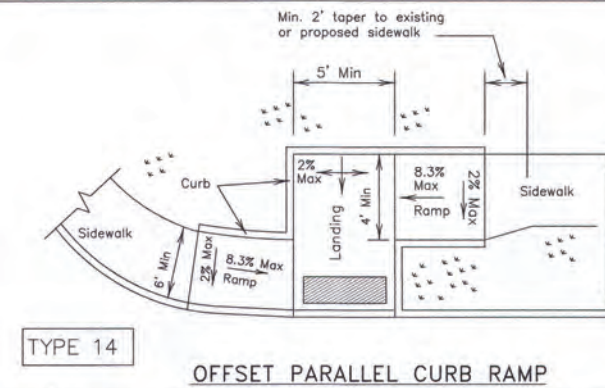 Min. 2' taper to existing
or proposed sidewalk
5' Min
2%
Max
8.3%
Max
Ramp
2% Max
Sidewalk
Curb
4' Min
Landing
Sidewalk
6' Min
2% Max
8.3% Max
Ramp
TYPE 14
OFFSET PARALLEL CURB RAMP